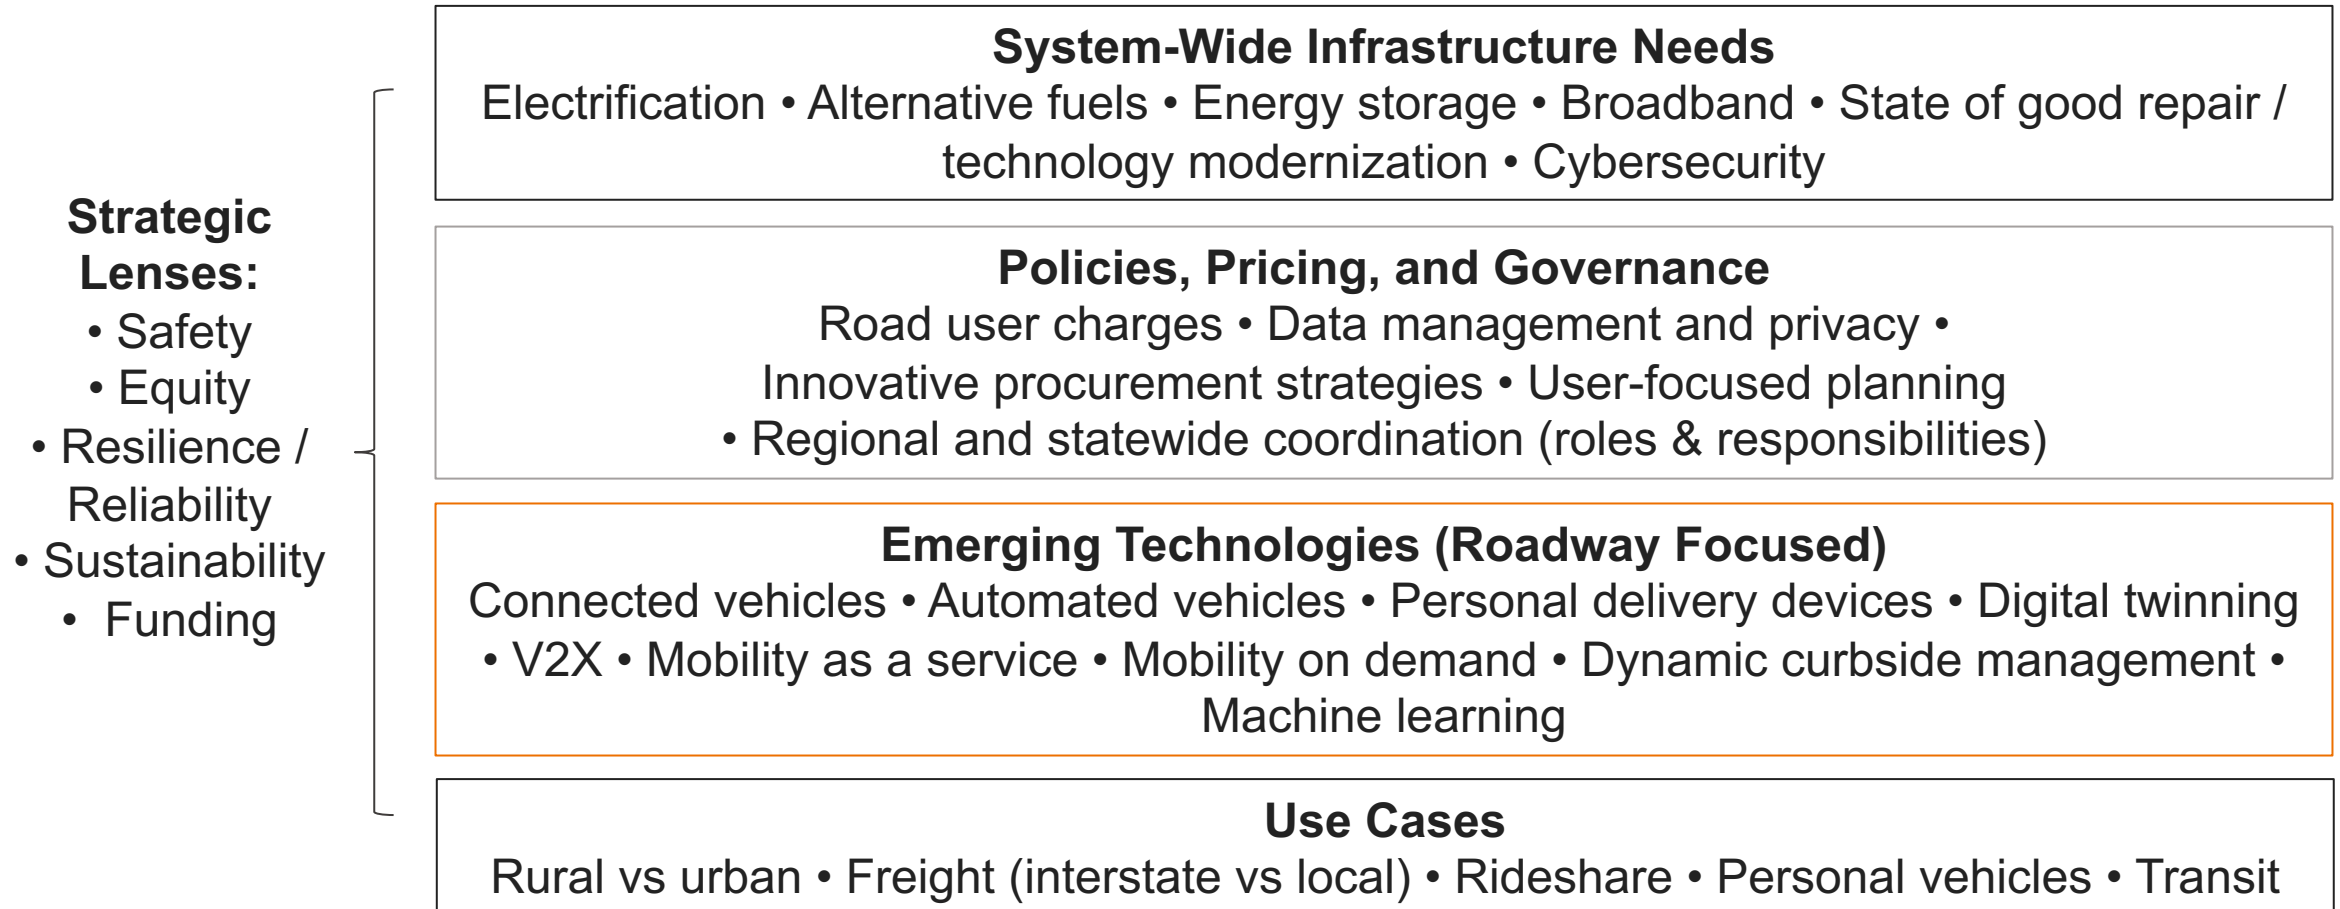 Strategic
Lenses:
• Safety
• Equity
• Resilience /
Reliability
• Sustainability
• Funding
System-Wide Infrastructure Needs
Electrification • Alternative fuels • Energy storage • Broadband • State of good repair /
technology modernization • Cybersecurity
Policies, Pricing, and Governance
Road user charges • Data management and privacy •
Innovative procurement strategies • User-focused planning
• Regional and statewide coordination (roles & responsibilities)
Emerging Technologies (Roadway Focused)
Connected vehicles • Automated vehicles • Personal delivery devices • Digital twinning
• V2X • Mobility as a service • Mobility on demand • Dynamic curbside management •
Machine learning
Use Cases
Rural vs urban • Freight (interstate vs local) • Rideshare • Personal vehicles • Transit